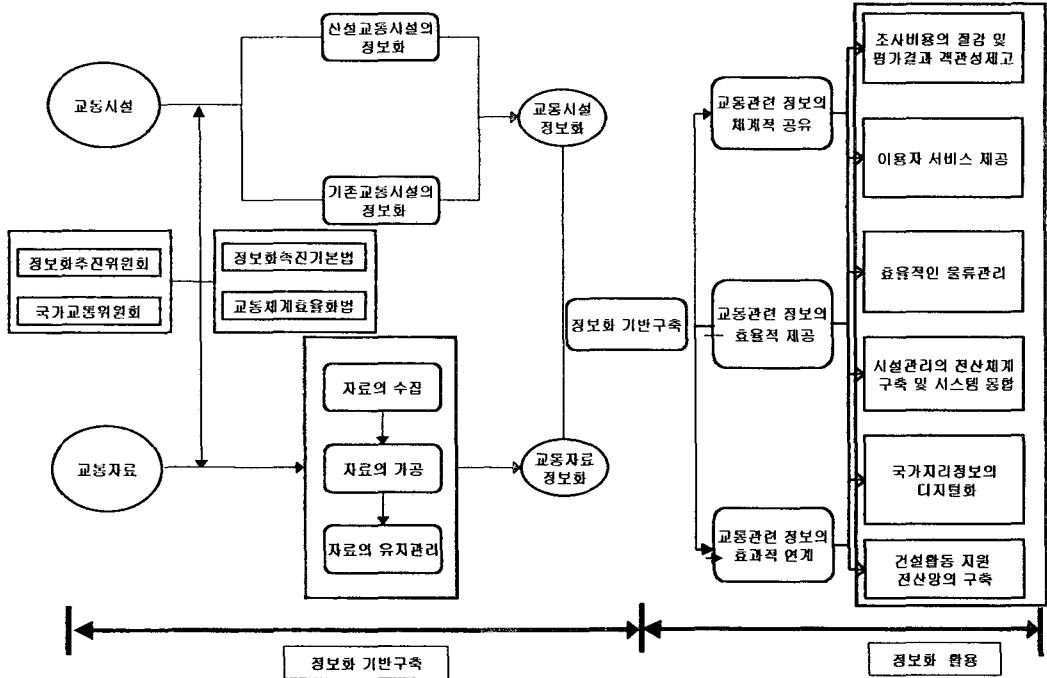 신설교통시설의
정보화
교통시설
교통시설
정보화
기존교통시설의
정보화
정보화추진위원회
국가교통위원회
정보화촉진기본법
교통체계효율화법
자료의 수집
자료의 가공
자료의 유지관리
교통자료
교통자료
정보화
정보화 기반구축
교통관련 정보의
체계적 공유
교통관련 정보의
효율적 제공
교통관련 정보의
효과적 연계
조사비용의 절감 및
평가결과 객관성제고
이용자 서비스 제공
효율적인 물류관리
시설관리의 전산체계
구축 및 시스템 통합
국가지리정보의
디지털화
건설활동 지원
전산망의 구축
정보화 기반구축
정보화 활용